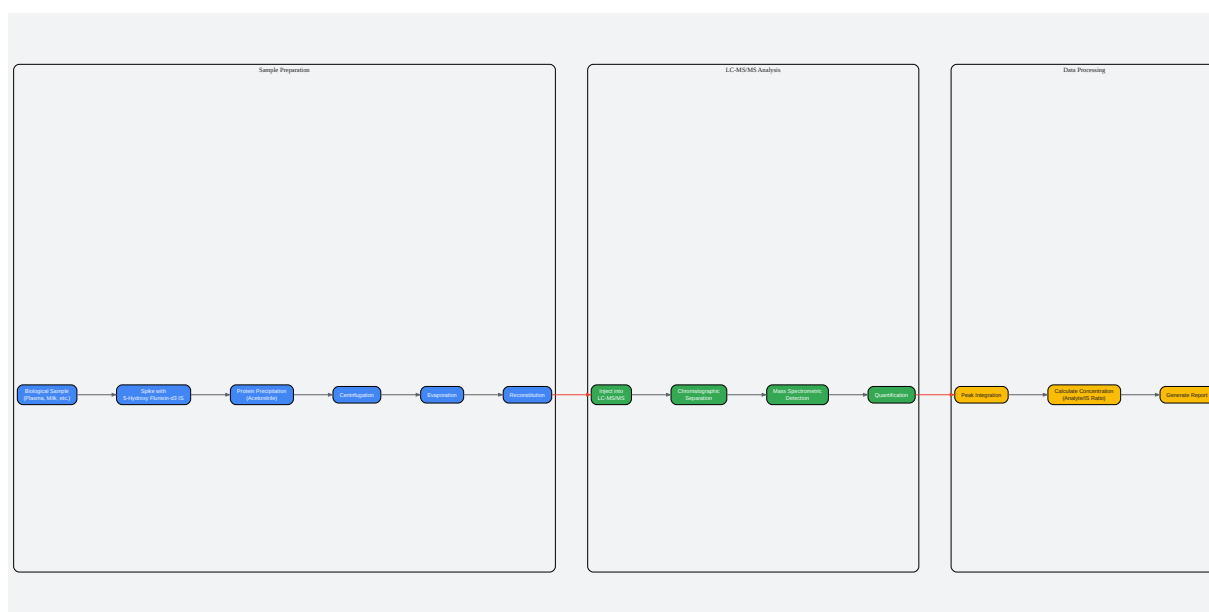 Sample Preparation
Biological Sample
(Plasma, Milk, etc.)
Spike with
5-Hydroxy Flunixin-d3 IS
Protein Precipitation
(Acetonitrile)
Centrifugation
Evaporation
Reconstitution
LC-MS/MS Analysis
Inject into
LC-MS/MS
Chromatographic
Separation
Mass Spectrometric
Detection
Quantification
Data Processing
Peak Integration
Calculate Concentration
(Analyte/IS Ratio)
Generate Report